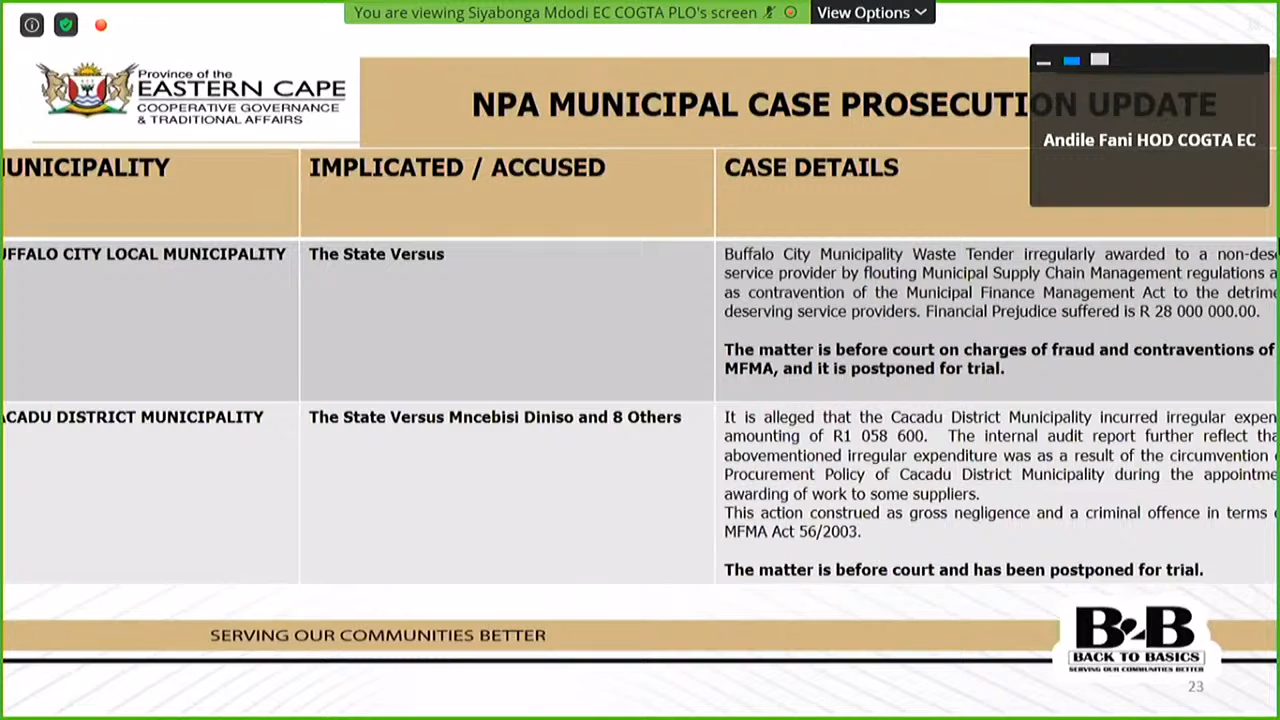 You are viewing Siyabonga Mdodi EC COGTA PLO's screen
View Options
Province of the
EASTERN CAPE
COOPERATIVE GOVERNANCE
& TRADITIONAL AFFAIRS
NPA MUNICIPAL CASE PROSECUTION UPDATE
Andile Fani HOD COGTA EC
UNICIPALITY
IMPLICATED / ACCUSED
CASE DETAILS
FFALO CITY LOCAL MUNICIPALITY
The State Versus
Buffalo City Municipality Waste Tender irregularly awarded to a non-dese
service provider by flouting Municipal Supply Chain Management regulations a
as contravention of the Municipal Finance Management Act to the detrime
deserving service providers. Financial Prejudice suffered is R 28 000 000.00.
The matter is before court on charges of fraud and contraventions of
MFMA, and it is postponed for trial.
ACADU DISTRICT MUNICIPALITY
The State Versus Mncebisi Diniso and 8 Others
It is alleged that the Cacadu District Municipality incurred irregular expen
amounting of R1 058 600. The internal audit report further reflect tha
abovementioned irregular expenditure was as a result of the circumvention
Procurement Policy of Cacadu District Municipality during the appointme
awarding of work to some suppliers.
This action construed as gross negligence and a criminal offence in terms
MFMA Act 56/2003.
The matter is before court and has been postponed for trial.
SERVING OUR COMMUNITIES BETTER
B2B
BACK TO BASICS
SERVING OUR COMMUNITIES BETTER
23